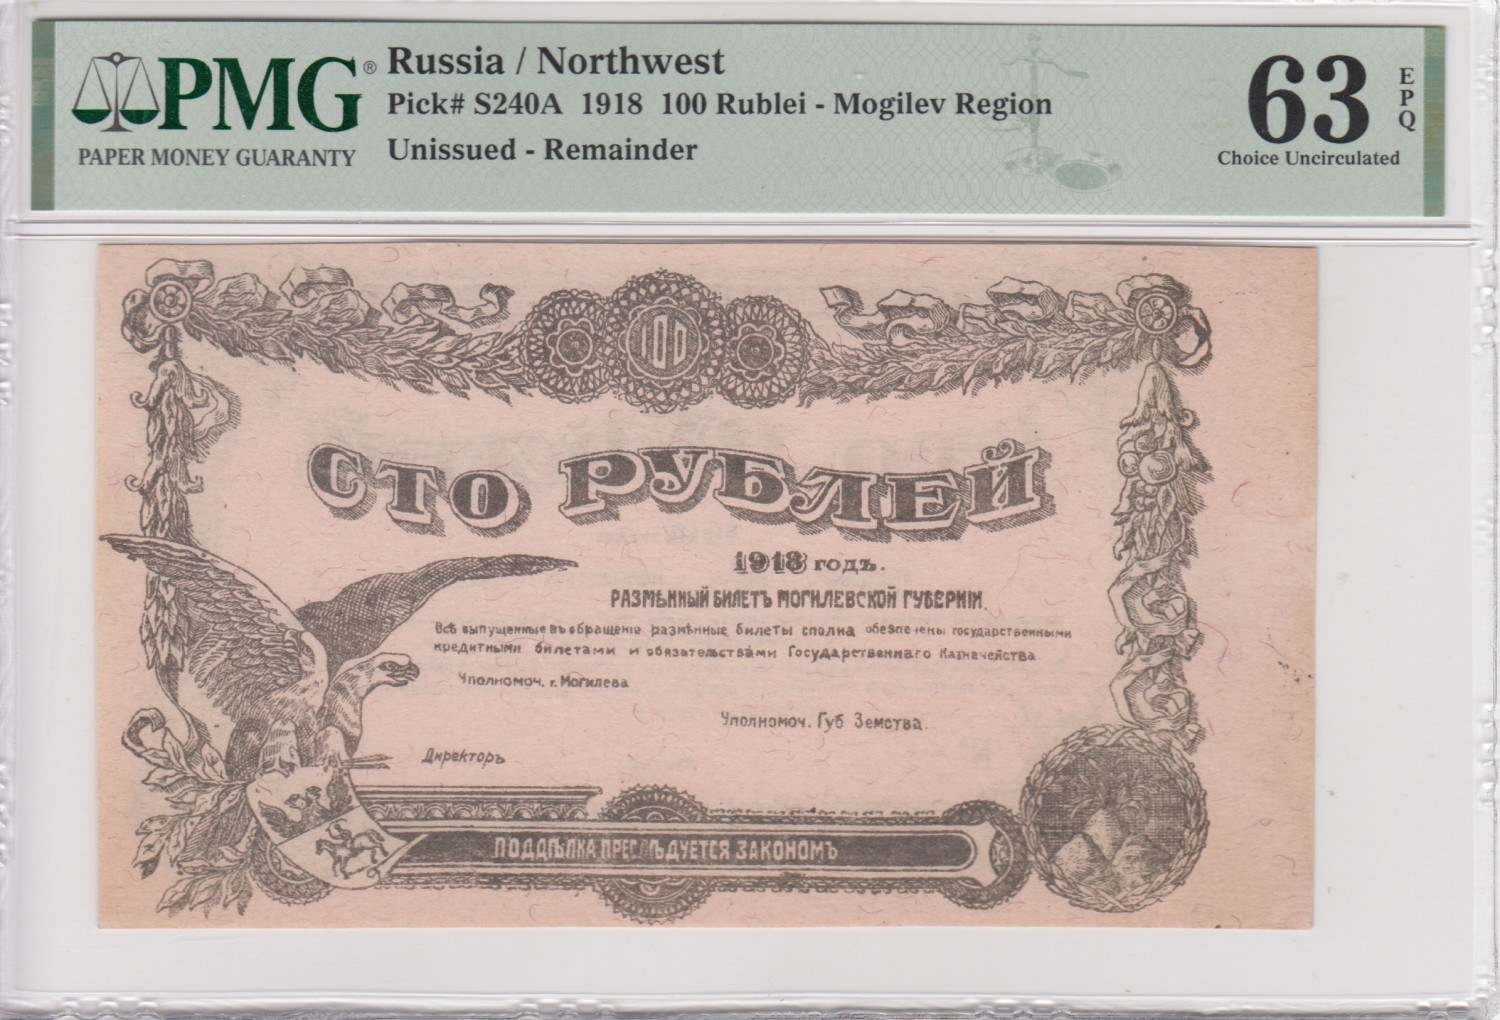 PMG®
PAPER MONEY GUARANTY
Russia / Northwest
Pick# S240A 1918 100 Rublei - Mogilev Region
Unissued - Remainder
63
EPQ
Choice Uncirculated
100
СТО РУБЛЕЙ
1918 годъ.
РАЗМѢННЫЙ БИЛЕТЪ МОГИЛЕВСКОЙ ГУБЕРНІИ.
Всѣ выпущенные въ обращеніе размѣнные билеты сполна обезпечены государственными
кредитными билетами и обязательствами Государственнаго Казначейства
Уполномоч. г. Могилева
Уполномоч. Губ Земства.
Директоръ
ПОДДѢЛКА ПРЕСЛѢДУЕТСЯ ЗАКОНОМЪ